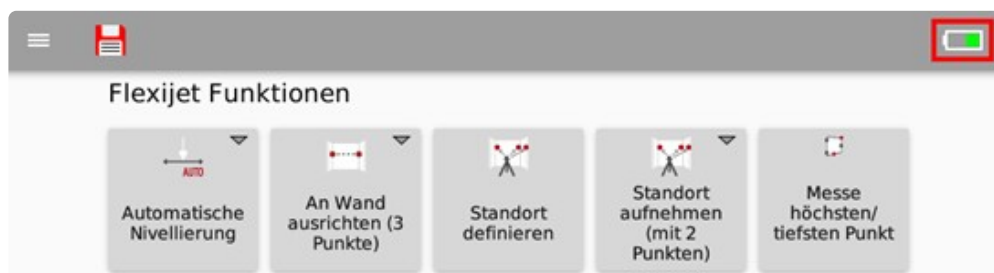 Flexijet Funktionen
AUTO
Automatische
Nivellierung
An Wand
ausrichten (3
Punkte)
Standort
definieren
Standort
aufnehmen
(mit 2
Punkten)
Messe
höchsten/
tiefsten Punkt